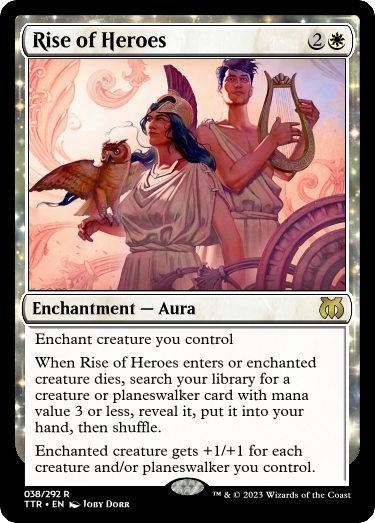 Rise of Heroes 2
Enchantment — Aura
Enchant creature you control
When Rise of Heroes enters or enchanted
creature dies, search your library for a
creature or planeswalker card with mana
value 3 or less, reveal it, put it into your
hand, then shuffle.
Enchanted creature gets +1/+1 for each
creature and/or planeswalker you control.
038/292 R
TTR • EN Joby Dorr
™ & © 2023 Wizards of the Coast